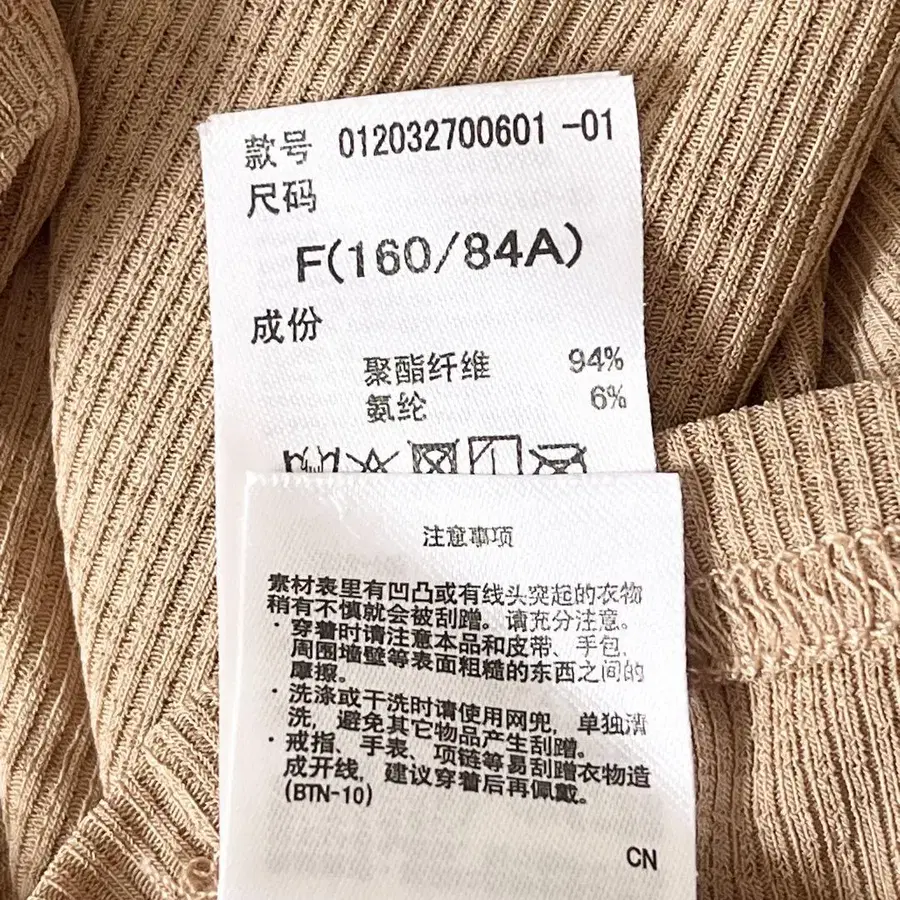 款号 012032700601 -01
尺码
F(160/84A)
成份
聚酯纤维 94%
氨纶 6%
注意事项
素材表里有凹凸或有线头突起的衣物
稍有不慎就会被刮蹭。请充分注意。
・穿着时请注意本品和皮带、手包、
周围墙壁等表面粗糙的东西之间的
摩擦。
・洗涤或干洗时请使用网兜，单独清
洗，避免其它物品产生刮蹭。
・戒指、手表、项链等易刮蹭衣物造
成开线，建议穿着后再佩戴。
(BTN-10)
CN